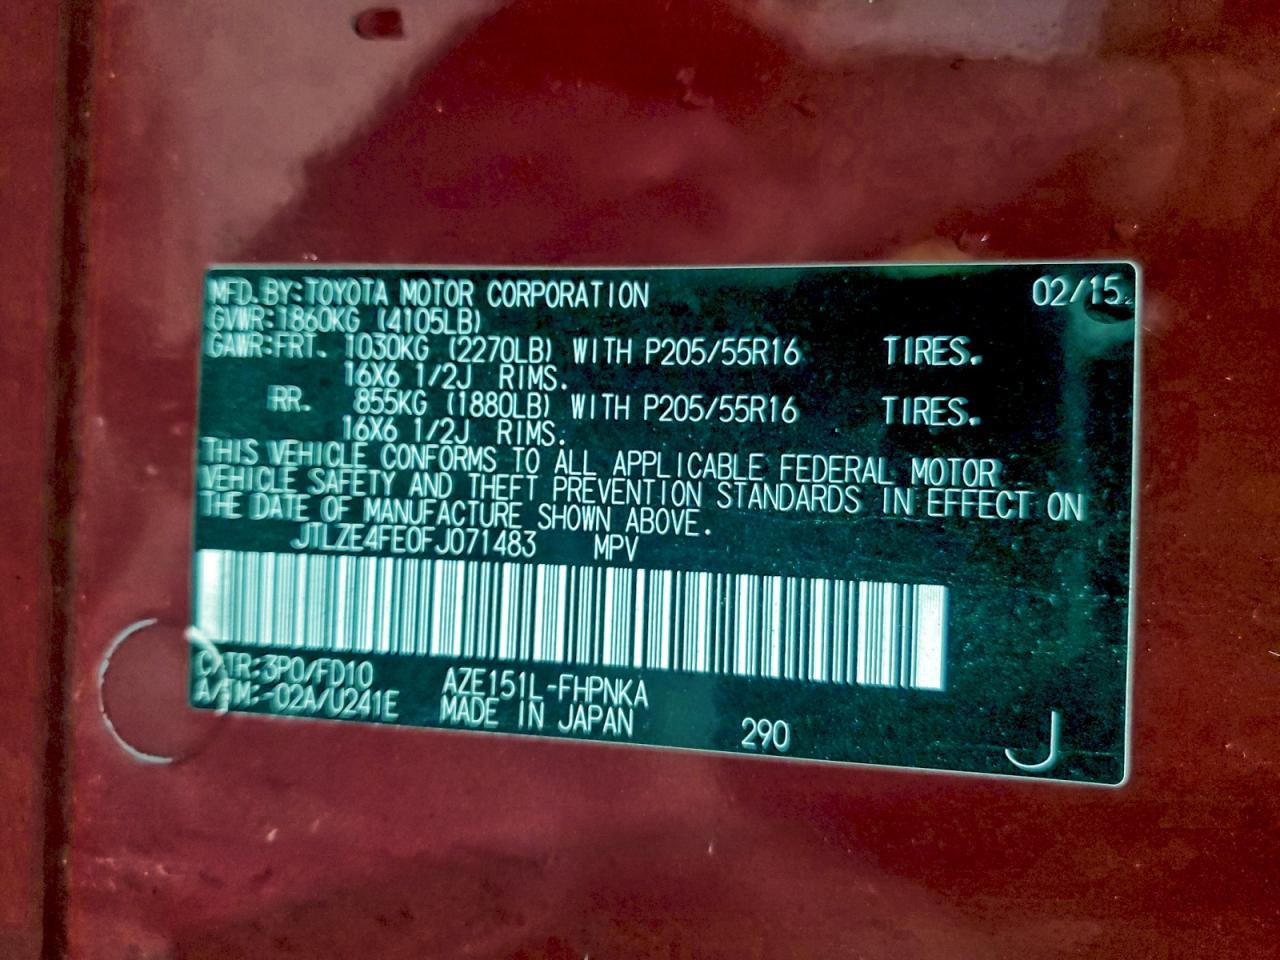 MFD. BY: TOYOTA MOTOR CORPORATION 02/15
GVWR: 1860KG (4105LB)
GAWR: FRT. 1030KG (2270LB) WITH P205/55R16 TIRES.
16X6 1/2J RIMS.
RR. 855KG (1880LB) WITH P205/55R16 TIRES.
16X6 1/2J RIMS.
THIS VEHICLE CONFORMS TO ALL APPLICABLE FEDERAL MOTOR
VEHICLE SAFETY AND THEFT PREVENTION STANDARDS IN EFFECT ON
THE DATE OF MANUFACTURE SHOWN ABOVE.
JTLZE4FE0FJ071483 MPV
C/TR: 3P0/FD10 AZE151L-FHPNKA
A/TM: -02A/U241E MADE IN JAPAN 290 J